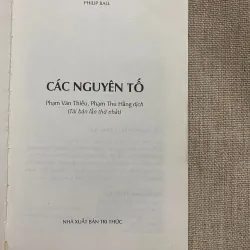 PHILIP BALL
CÁC NGUYÊN TỐ
Phạm Văn Thiều, Phạm Thu Hằng dịch
(Tái bản lần thứ nhất)
NHÀ XUẤT BẢN TRI THỨC